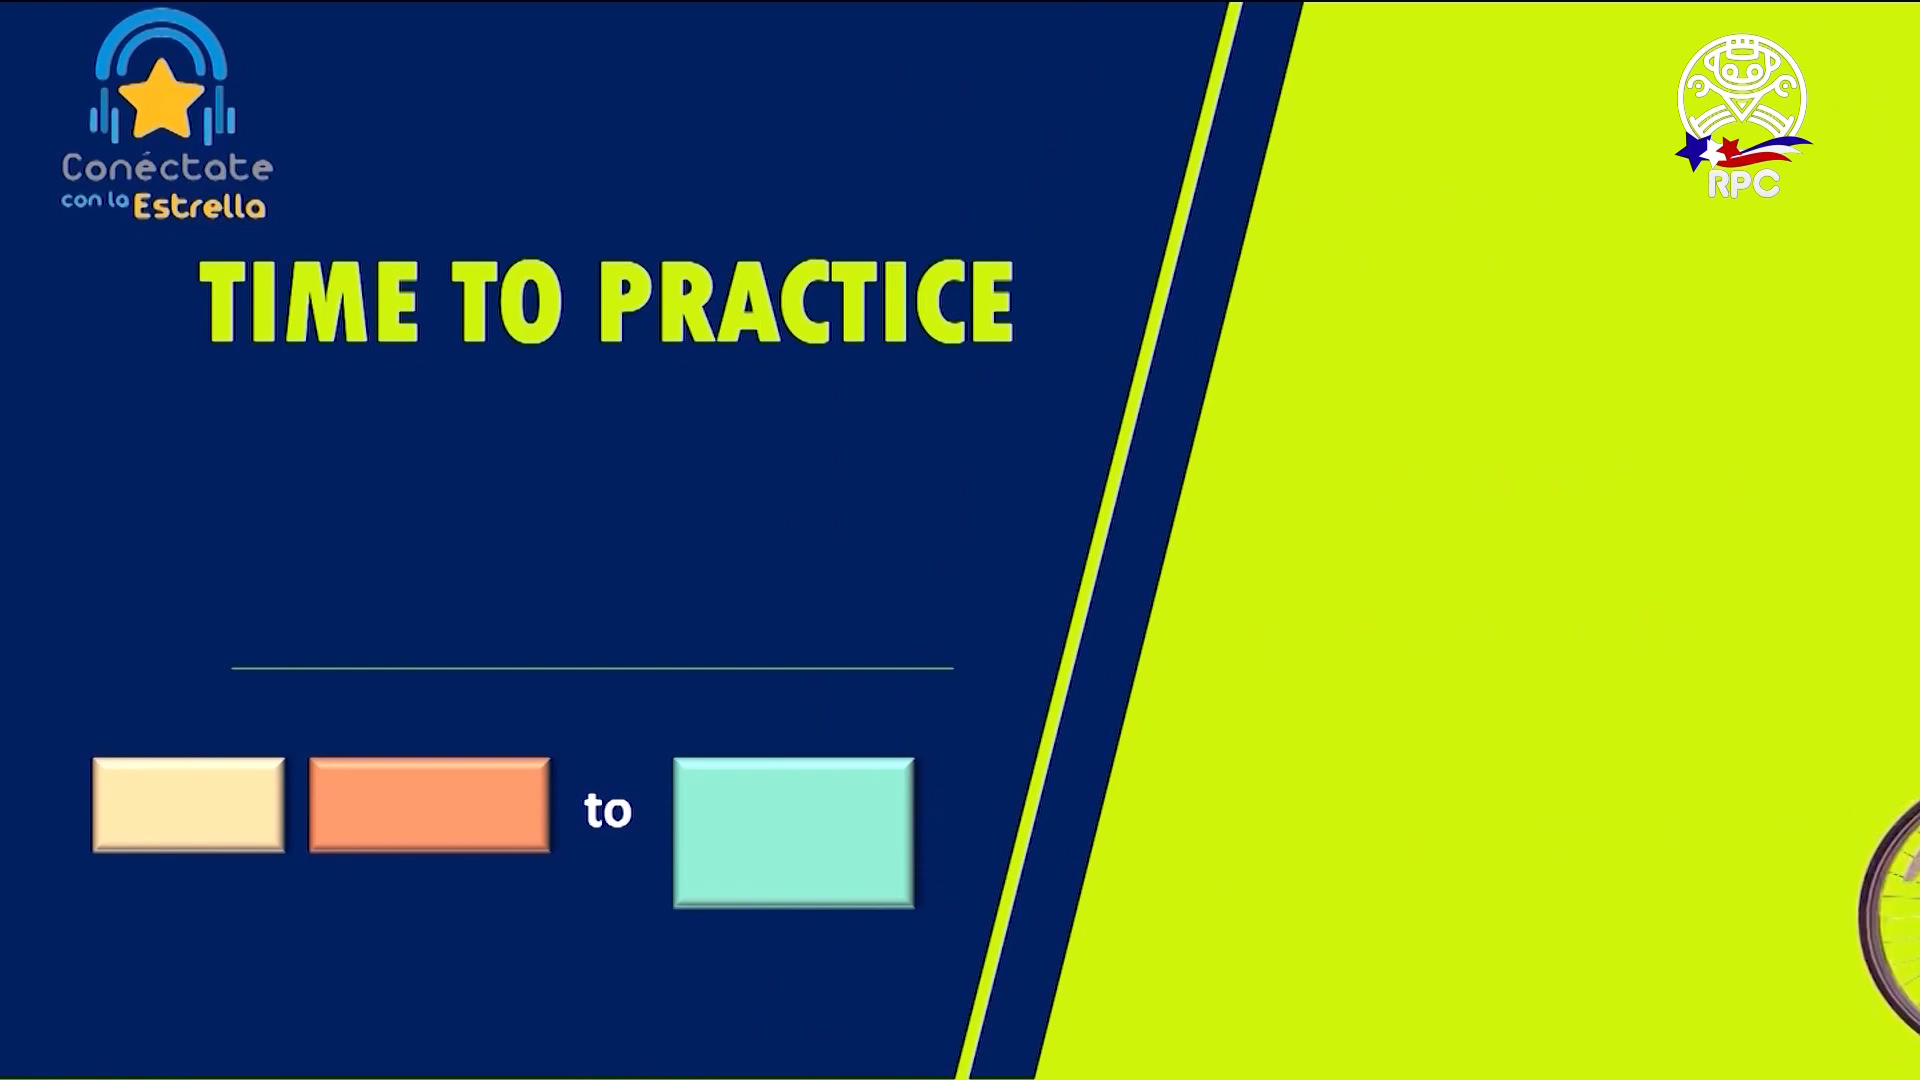 Conéctate
con la Estrella
RPC
TIME TO PRACTICE
to